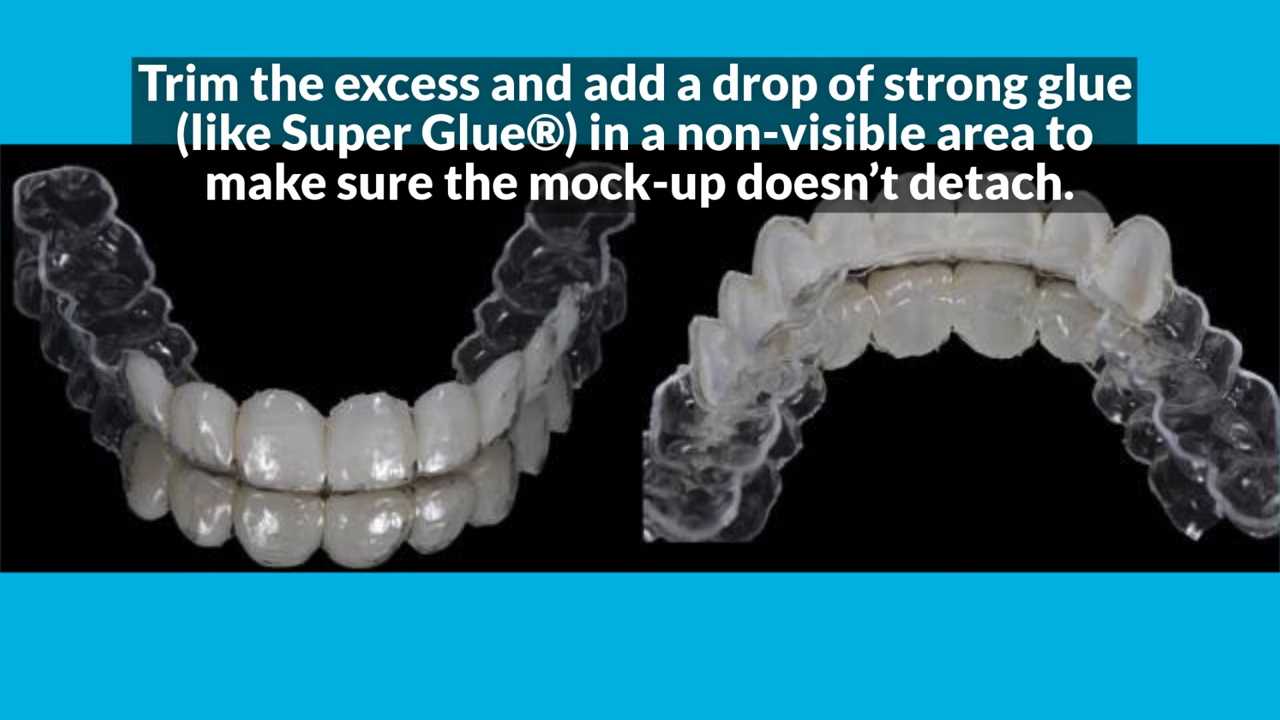 Trim the excess and add a drop of strong glue
(like Super Glue®) in a non-visible area to
make sure the mock-up doesn’t detach.